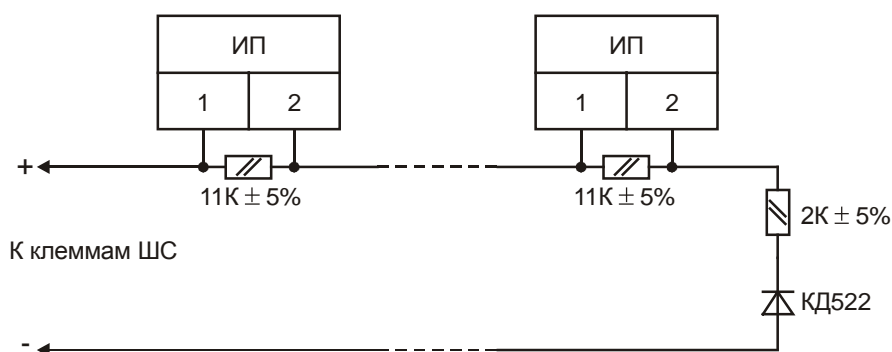 ИП
ИП
1 2
1 2
+
11К ± 5%
11К ± 5%
2К ± 5%
К клеммам ШС
КД522
-